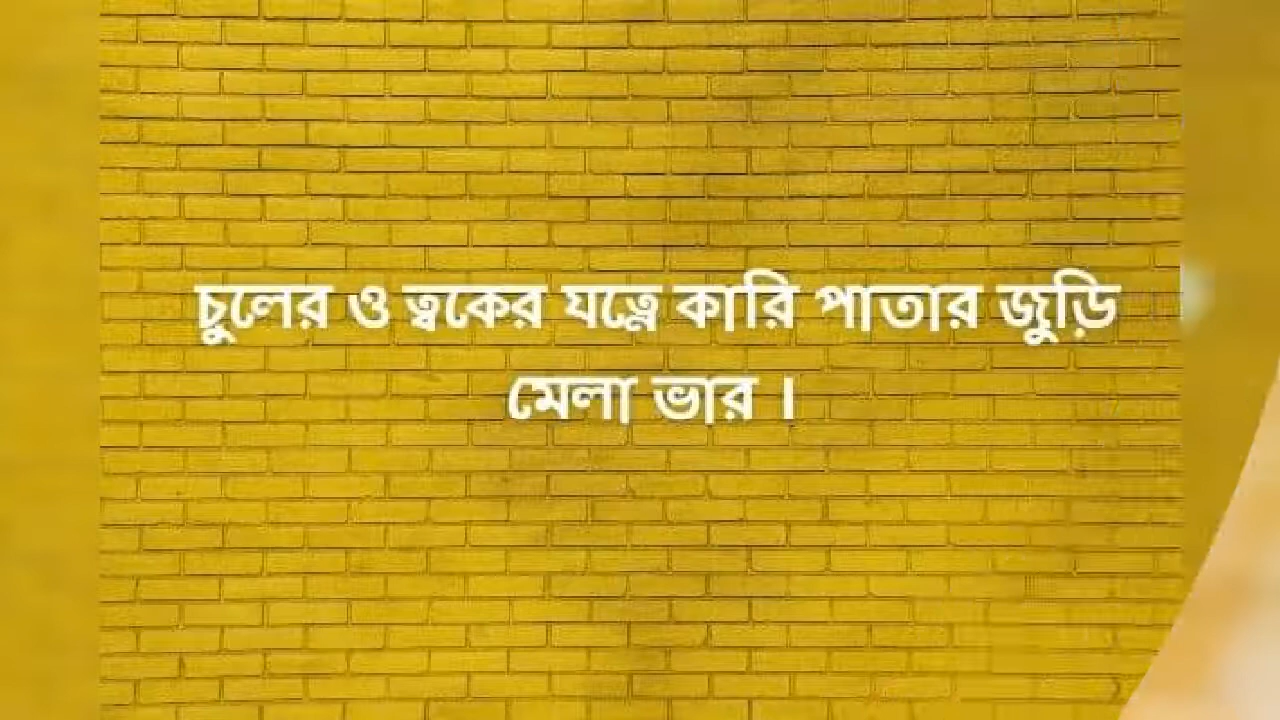 চুলের ও ত্বকের যত্নে কারি পাতার জুড়ি
মেলা ভার ।